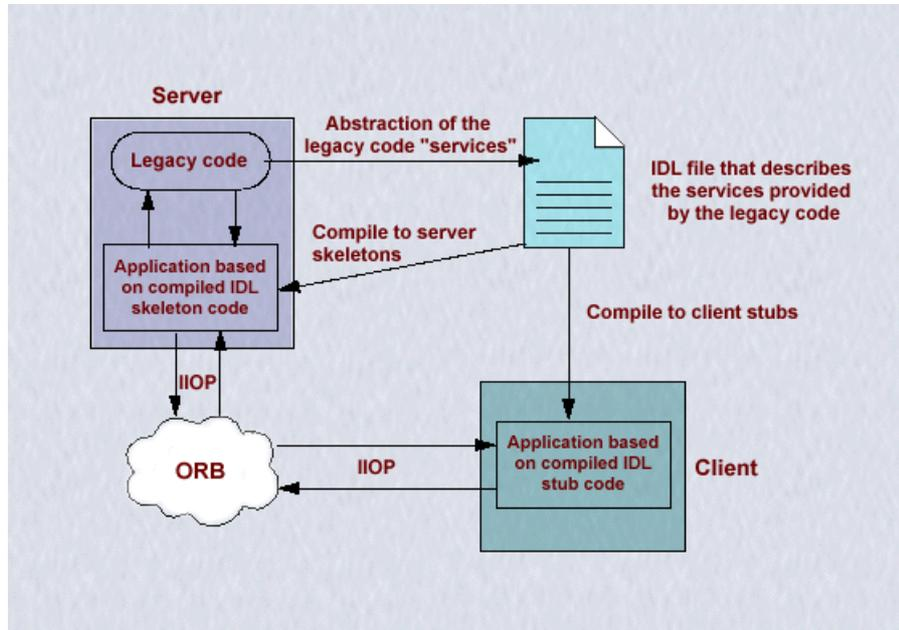 Server
Legacy code
Abstraction of the
legacy code "services"
IDL file that describes
the services provided
by the legacy code
Compile to server
skeletons
Application based
on compiled IDL
skeleton code
Compile to client stubs
IIOP
ORB
IIOP
Application based
on compiled IDL
stub code
Client